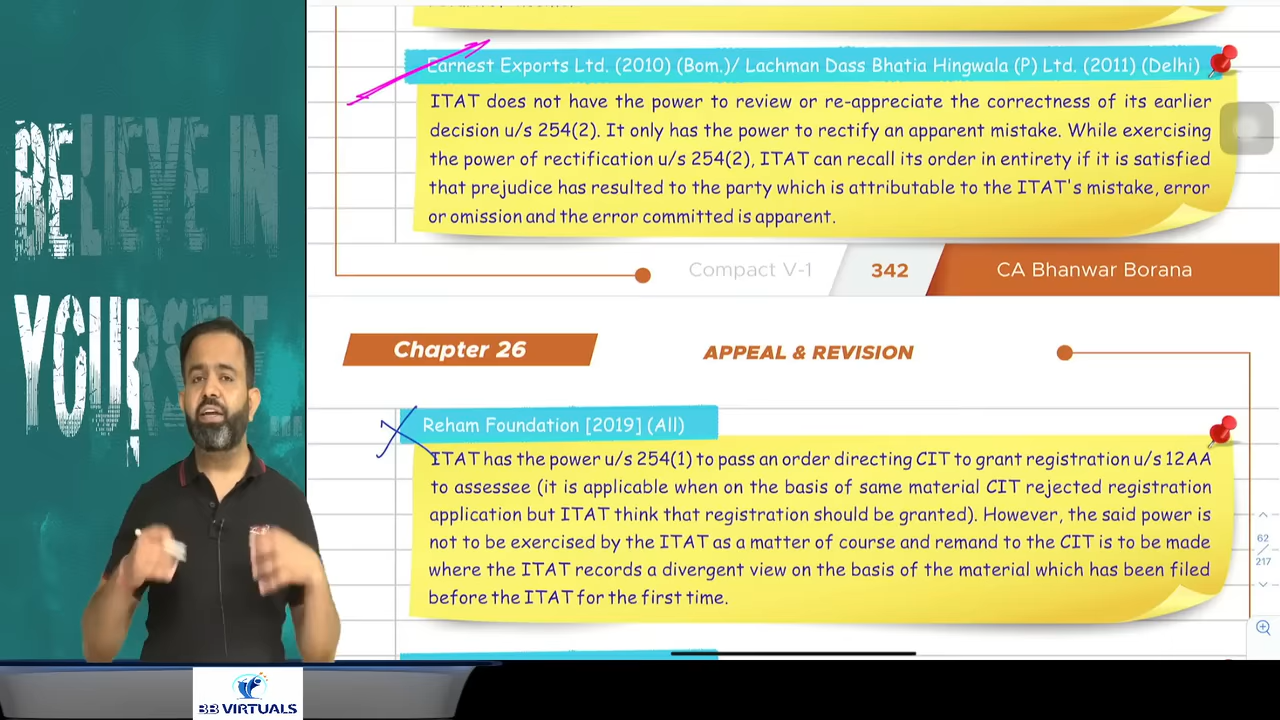 BELIEVE IN
YOURSELF...
Earnest Exports Ltd. (2010) (Bom.)/ Lachman Dass Bhatia Hingwala (P) Ltd. (2011) (Delhi)
ITAT does not have the power to review or re-appreciate the correctness of its earlier
decision u/s 254(2). It only has the power to rectify an apparent mistake. While exercising
the power of rectification u/s 254(2), ITAT can recall its order in entirety if it is satisfied
that prejudice has resulted to the party which is attributable to the ITAT's mistake, error
or omission and the error committed is apparent.
Compact V-1
342
CA Bhanwar Borana
Chapter 26
APPEAL & REVISION
Reham Foundation [2019] (All)
ITAT has the power u/s 254(1) to pass an order directing CIT to grant registration u/s 12AA
to assessee (it is applicable when on the basis of same material CIT rejected registration
application but ITAT think that registration should be granted). However, the said power is
not to be exercised by the ITAT as a matter of course and remand to the CIT is to be made
where the ITAT records a divergent view on the basis of the material which has been filed
before the ITAT for the first time.
62
217
BB VIRTUALS